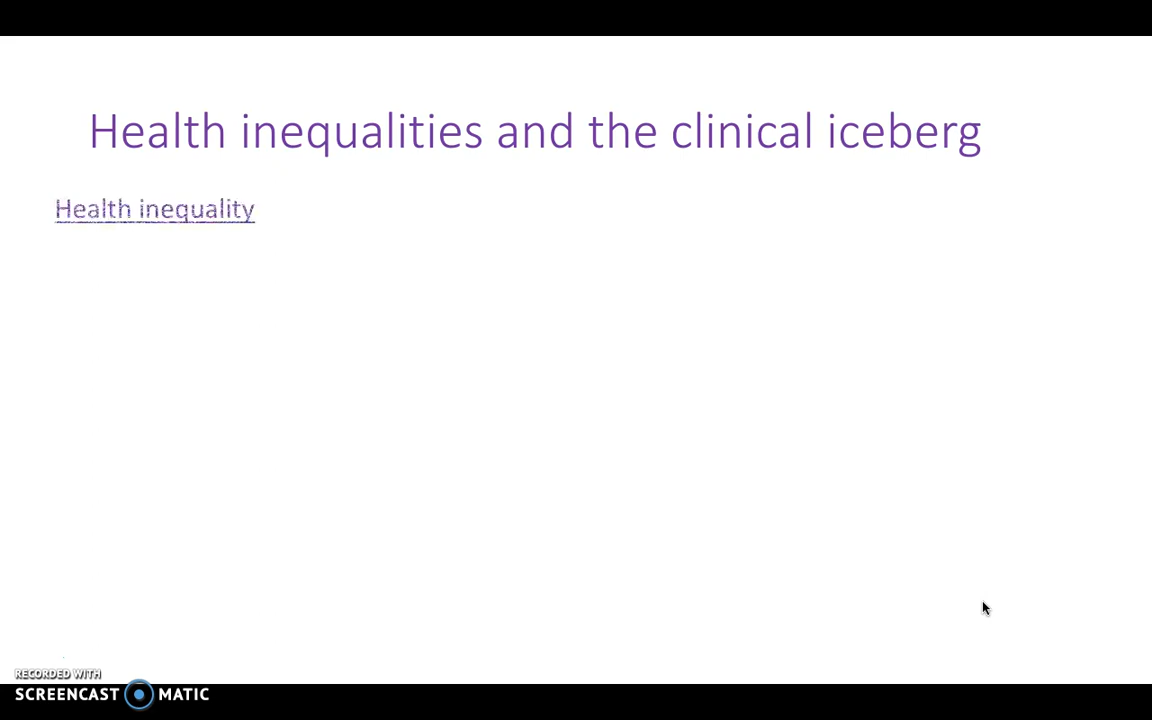 Health inequalities and the clinical iceberg
Health inequality
RECORDED WITH
SCREENCAST MATIC